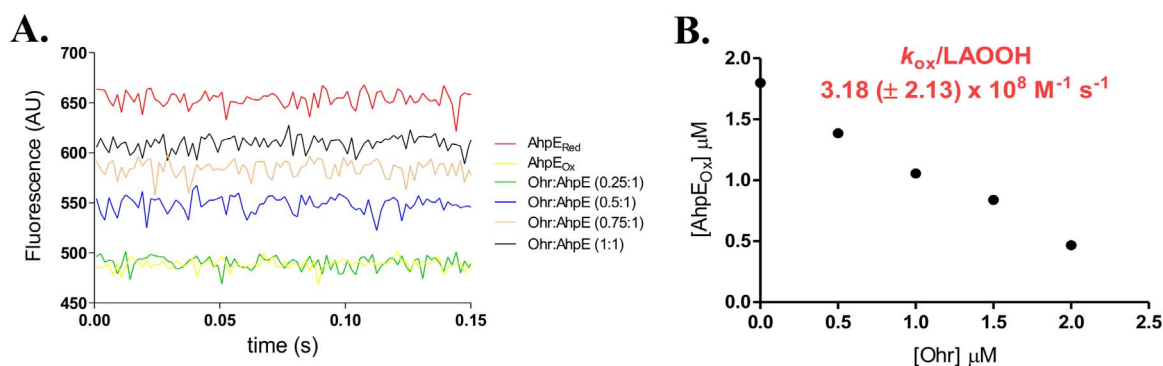 A.
700
650
600
550
500
450
Fluorescence (AU)
0.00
0.05
0.10
0.15
time (s)
AhpE_Red
AhpE_Ox
Ohr:AhpE (0.25:1)
Ohr:AhpE (0.5:1)
Ohr:AhpE (0.75:1)
Ohr:AhpE (1:1)
B.
k_ox/LAOOH
3.18 (± 2.13) x 10⁸ M⁻¹ s⁻¹
2.0
1.5
1.0
0.5
0.0
[AhpE_Ox] μM
0.0
0.5
1.0
1.5
2.0
2.5
[Ohr] μM